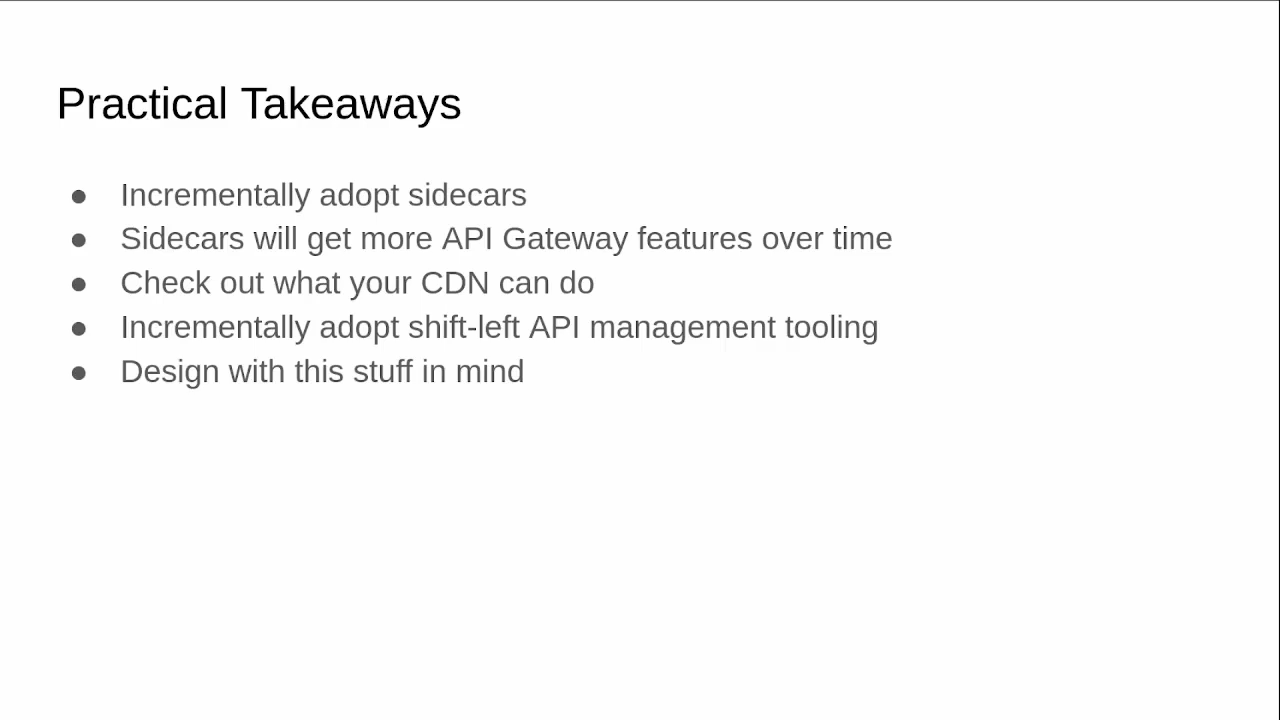 Practical Takeaways
● Incrementally adopt sidecars
● Sidecars will get more API Gateway features over time
● Check out what your CDN can do
● Incrementally adopt shift-left API management tooling
● Design with this stuff in mind